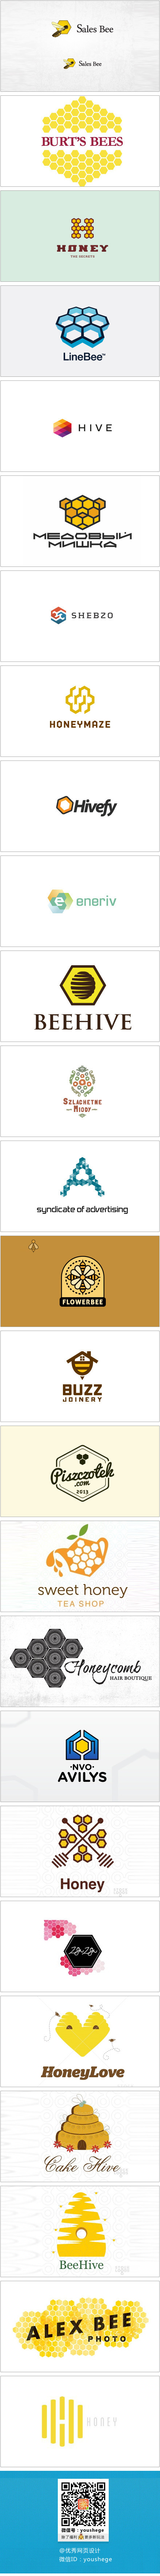 Sales Bee
Sales Bee
BURT'S BEES
HONEY
THE SECRETS
LineBee™
HIVE
МЕДОВЫЙ
МИШКА
SHEBZO
HONEYMAZE
Hivefy
e eneriv
BEEHIVE
SZLACHETNE
MIODY
syndicate of advertising
FLOWERBEE
BUZZ
JOINERY
Piszczotek
.com
2013
sweet honey
TEA SHOP
Honeycomb
HAIR BOUTIQUE
NVO
AVILYS
Honey
ZaZa
HoneyLove
Cake Hive
BeeHive
ALEX BEE
PHOTO
HONEY
微信号：youshege
@优秀网页设计
微信ID：youshege